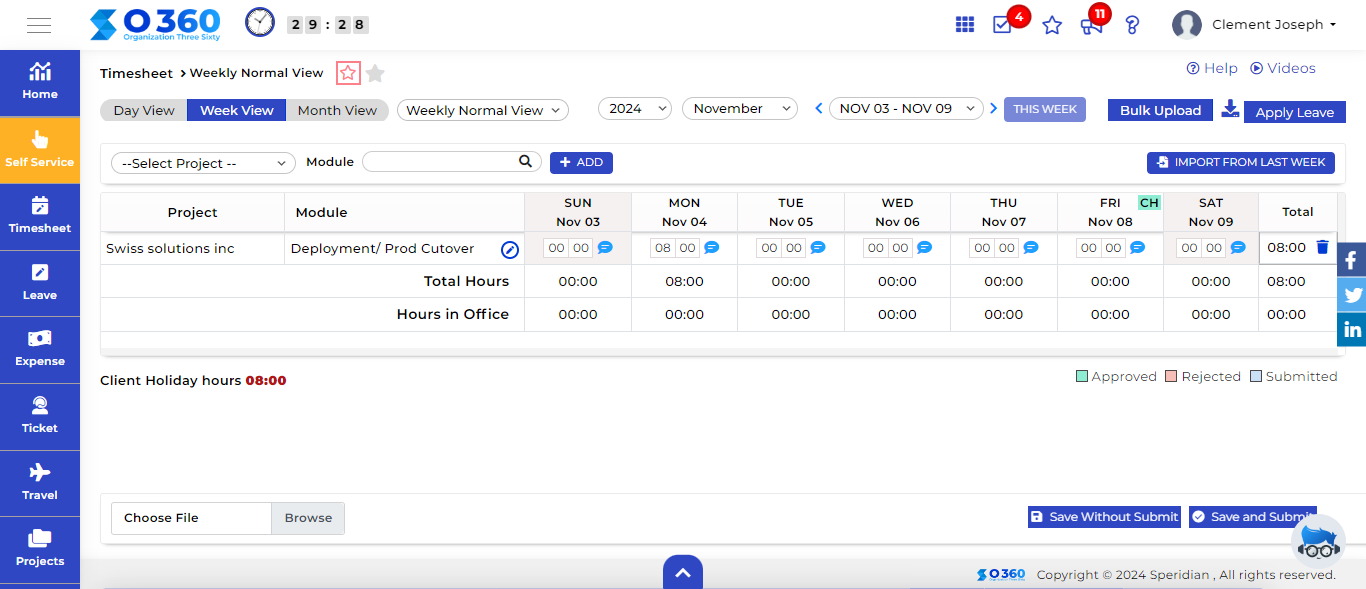 O 360
Organization Three Sixty
29:28
4
11
Clement Joseph
Home
Self Service
Timesheet
Leave
Expense
Ticket
Travel
Projects
Timesheet > Weekly Normal View
Help Videos
Day View Week View Month View Weekly Normal View 2024 November NOV 03 - NOV 09 THIS WEEK Bulk Upload Apply Leave
--Select Project -- Module + ADD IMPORT FROM LAST WEEK
Project Module SUN Nov 03 MON Nov 04 TUE Nov 05 WED Nov 06 THU Nov 07 FRI CH Nov 08 SAT Nov 09 Total
Swiss solutions inc Deployment/ Prod Cutover 00 00 08 00 00 00 00 00 00 00 00 00 00 00 08:00
Total Hours 00:00 08:00 00:00 00:00 00:00 00:00 00:00 08:00
Hours in Office 00:00 00:00 00:00 00:00 00:00 00:00 00:00 00:00
Client Holiday hours 08:00
Approved Rejected Submitted
Choose File Browse
Save Without Submit Save and Submit
O 360 Copyright © 2024 Speridian , All rights reserved.